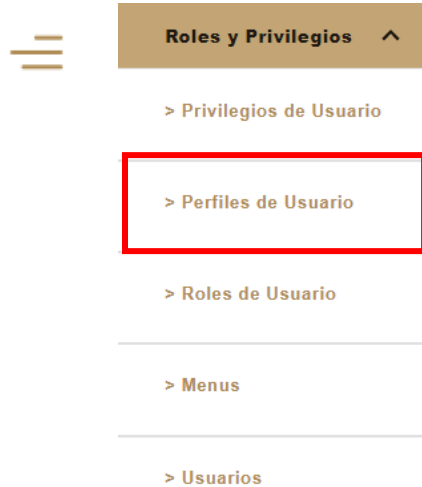 Roles y Privilegios
> Privilegios de Usuario
> Perfiles de Usuario
> Roles de Usuario
> Menus
> Usuarios